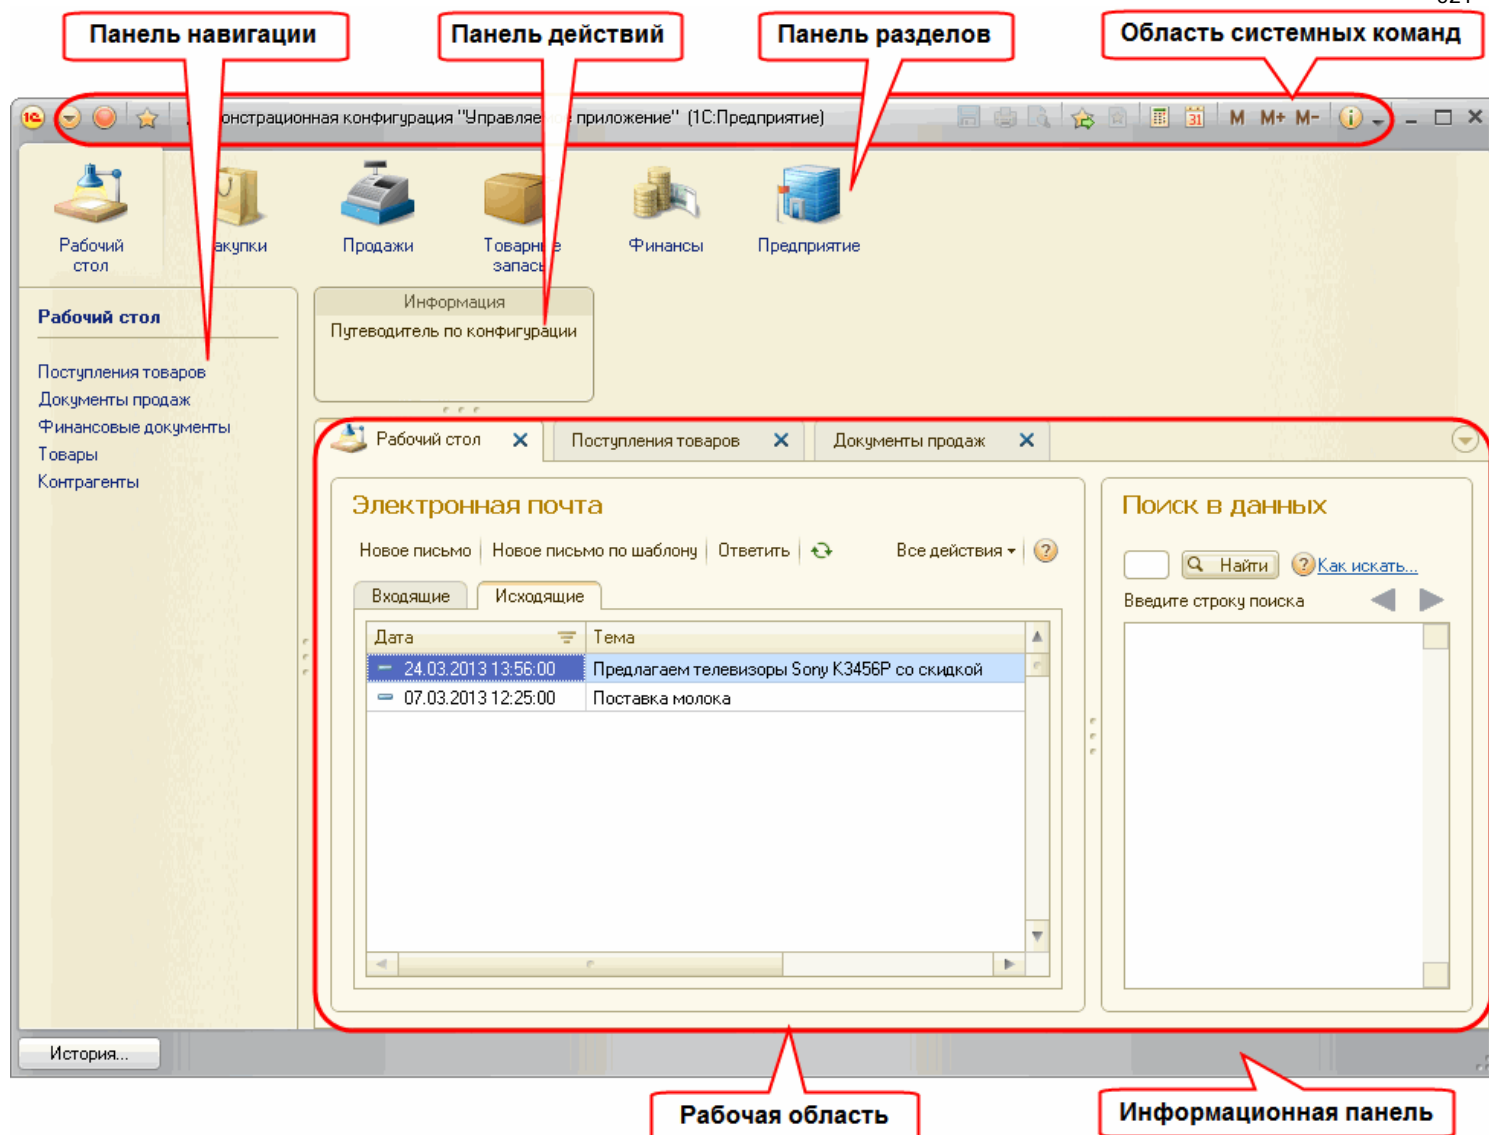 Панель навигации
Панель действий
Панель разделов
Область системных команд
1С
онстрационная конфигурация "Управляемое приложение" (1С:Предприятие)
31
M M+ M-
Рабочий
стол
акупки
Продажи
Товарные
запасы
Финансы
Предприятие
Рабочий стол
Поступления товаров
Документы продаж
Финансовые документы
Товары
Контрагенты
Информация
Путеводитель по конфигурации
Рабочий стол
Поступления товаров
Документы продаж
Электронная почта
Новое письмо
Новое письмо по шаблону
Ответить
Все действия
?
Входящие
Исходящие
Дата
Тема
24.03.2013 13:56:00
Предлагаем телевизоры Sony К3456Р со скидкой
07.03.2013 12:25:00
Поставка молока
Поиск в данных
Найти
? Как искать...
Введите строку поиска
История...
Рабочая область
Информационная панель